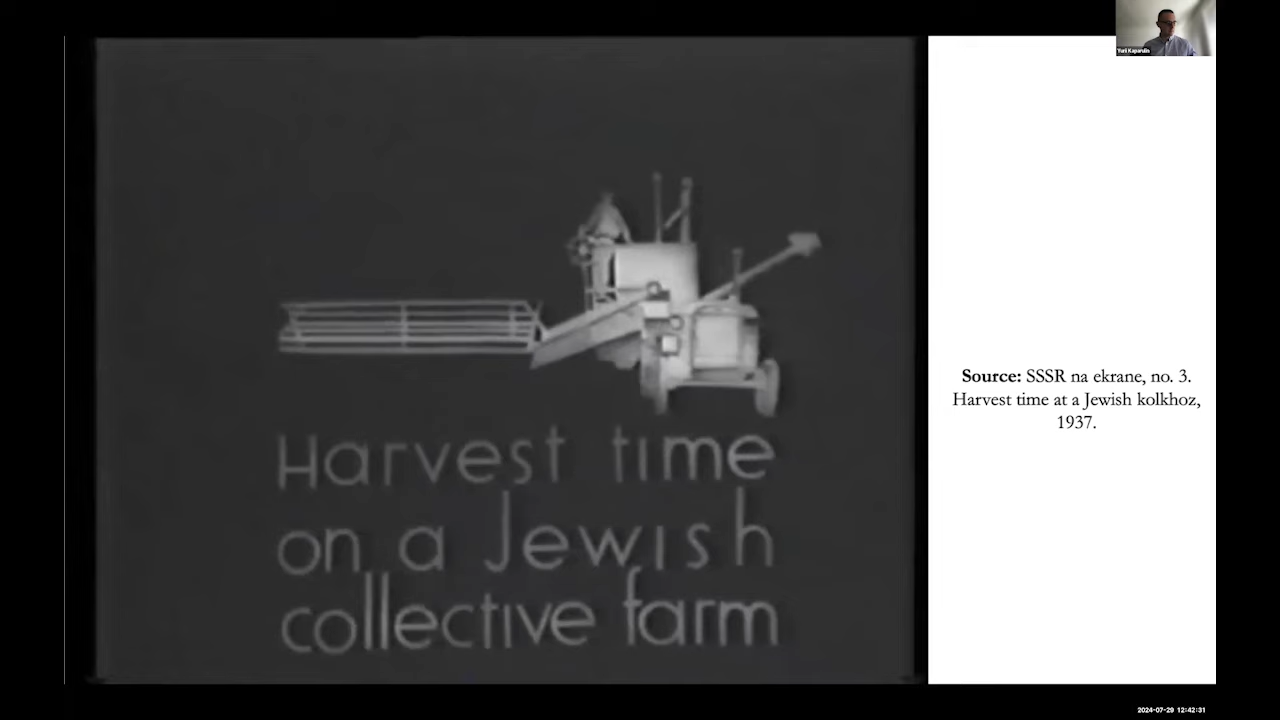 Yurii Kaparulin
Harvest time
on a Jewish
collective farm
Source: SSSR na ekrane, no. 3.
Harvest time at a Jewish kolkhoz,
1937.
2024-07-29 12:42:31